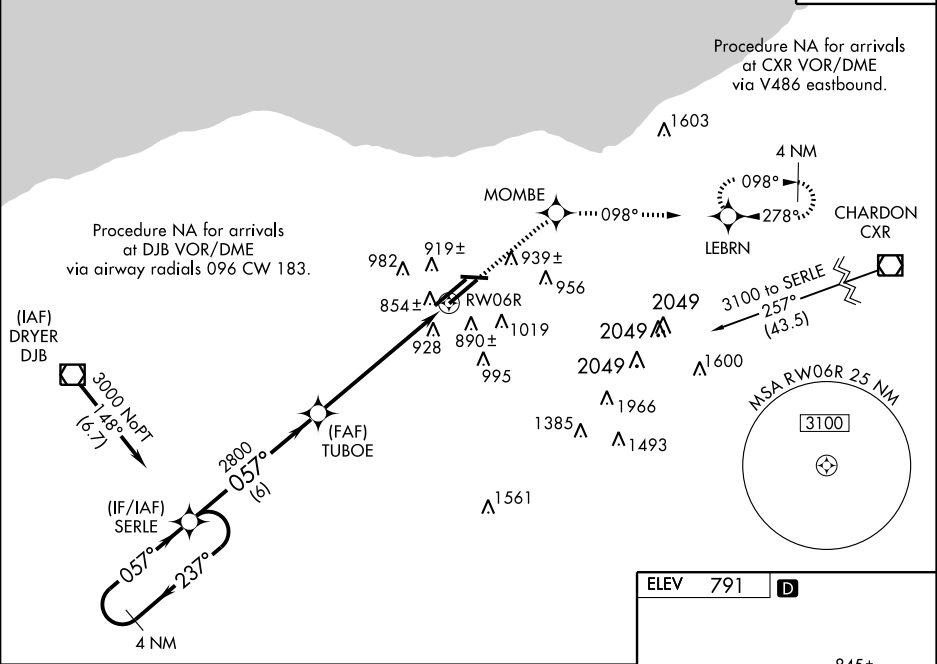 Procedure NA for arrivals
at CXR VOR/DME
via V486 eastbound.
1603
4 NM
098°
278°
MOMBE
098°
LEBRN
CHARDON
CXR
Procedure NA for arrivals
at DJB VOR/DME
via airway radials 096 CW 183.
982
919±
939±
956
854±
RW06R
3100 to SERLE
257°
(43.5)
2049
2049
2049
928
890±
1019
995
1600
(IAF)
DRYER
DJB
3000 NoPT
148°
(6.7)
MSA RW06R 25 NM
3100
1966
1385
1493
(FAF)
TUBOE
2800
057°
(6)
1561
(IF/IAF)
SERLE
057°
237°
4 NM
ELEV 791 D